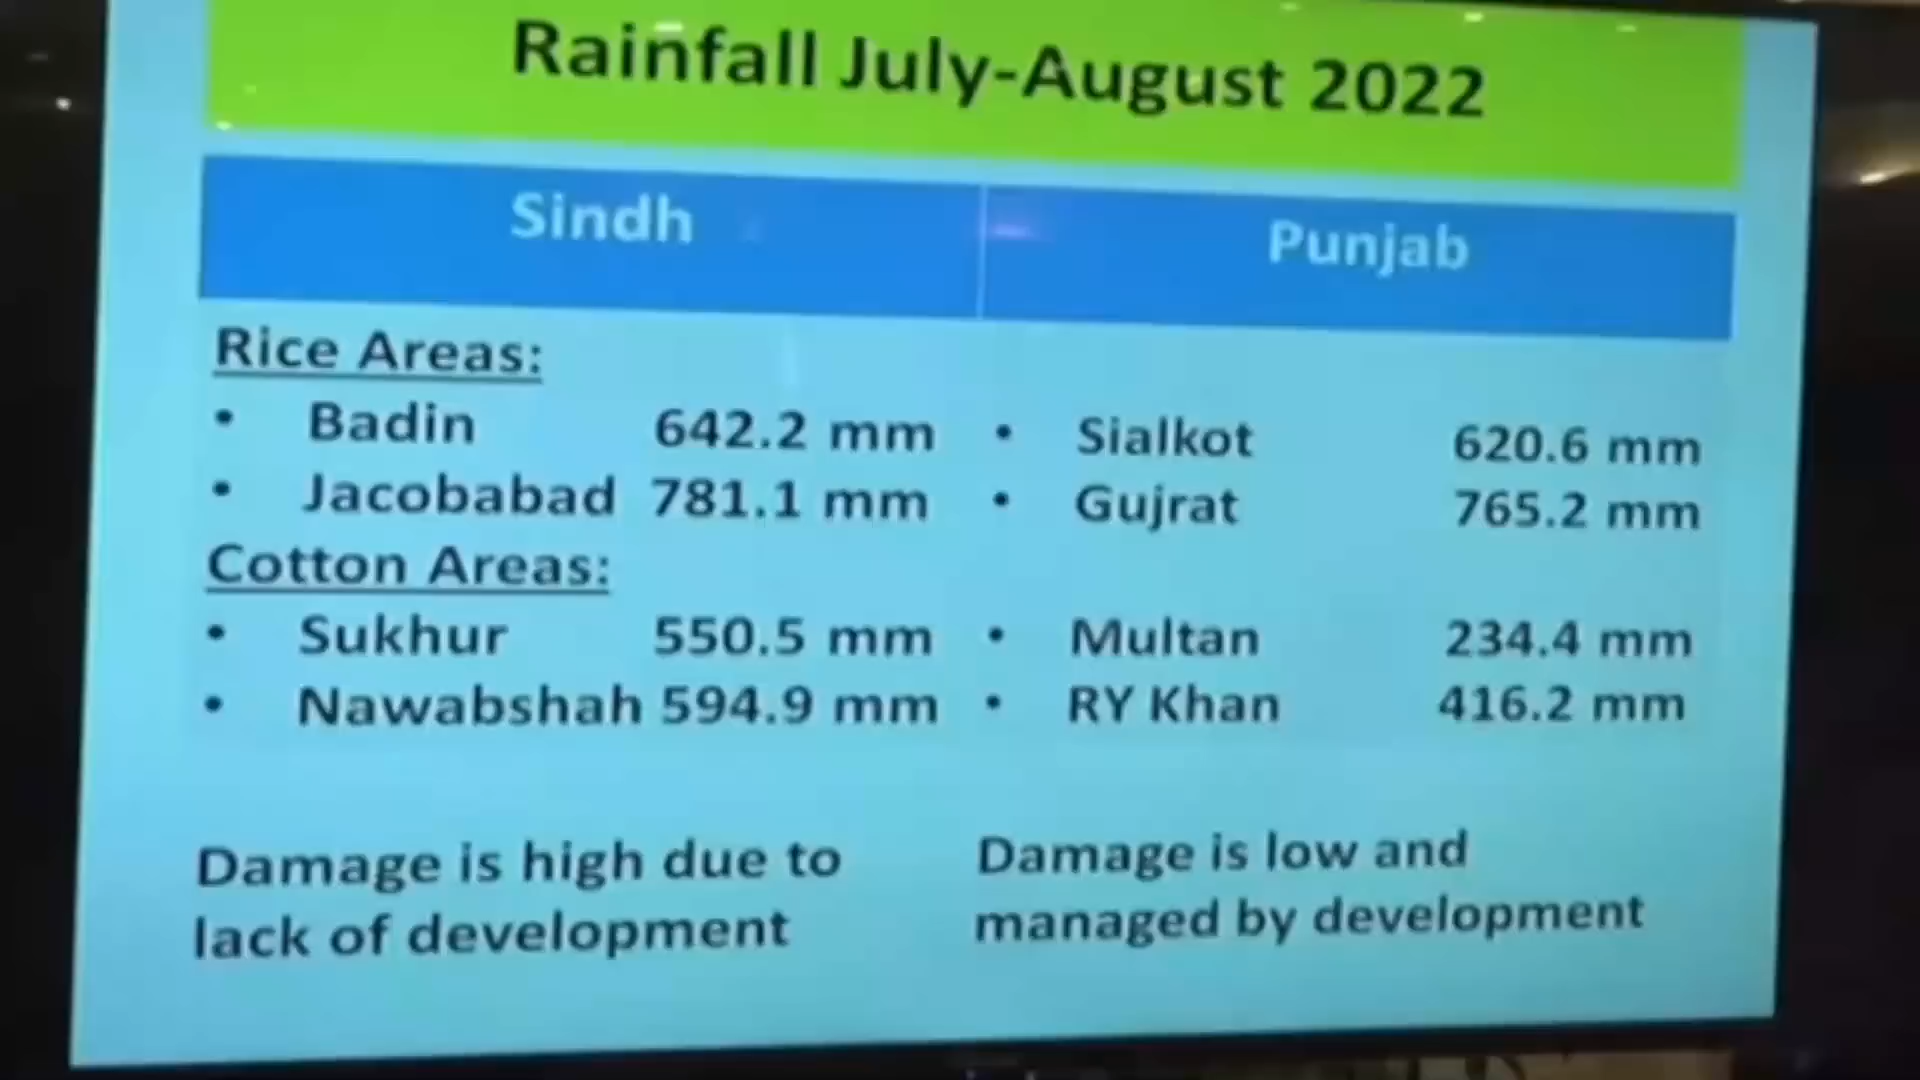 Rainfall July-August 2022
Sindh Punjab
Rice Areas:
• Badin 642.2 mm • Sialkot 620.6 mm
• Jacobabad 781.1 mm • Gujrat 765.2 mm
Cotton Areas:
• Sukhur 550.5 mm • Multan 234.4 mm
• Nawabshah 594.9 mm • RY Khan 416.2 mm
Damage is high due to
lack of development
Damage is low and
managed by development